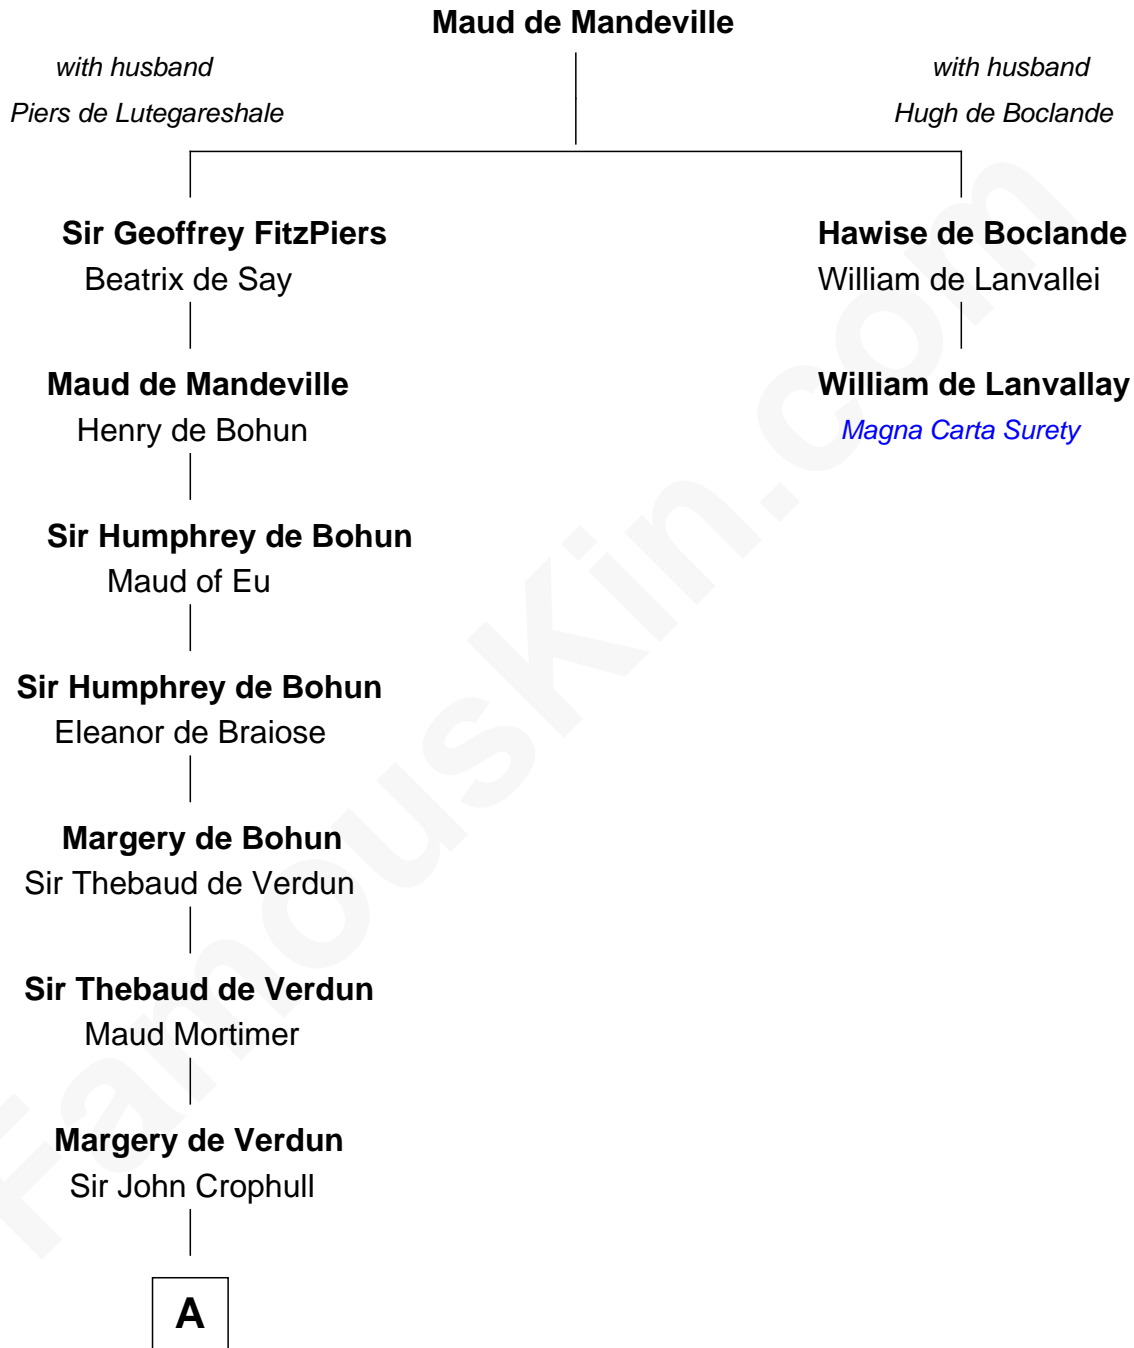 Maud de Mandeville
with husband
Piers de Lutegareshale
with husband
Hugh de Boclande
Sir Geoffrey FitzPiers
Beatrix de Say
Hawise de Boclande
William de Lanvallei
Maud de Mandeville
Henry de Bohun
William de Lanvallay
Magna Carta Surety
Sir Humphrey de Bohun
Maud of Eu
Sir Humphrey de Bohun
Eleanor de Braiose
Margery de Bohun
Sir Thebaud de Verdun
Sir Thebaud de Verdun
Maud Mortimer
Margery de Verdun
Sir John Crophull
A
FamousKin.com